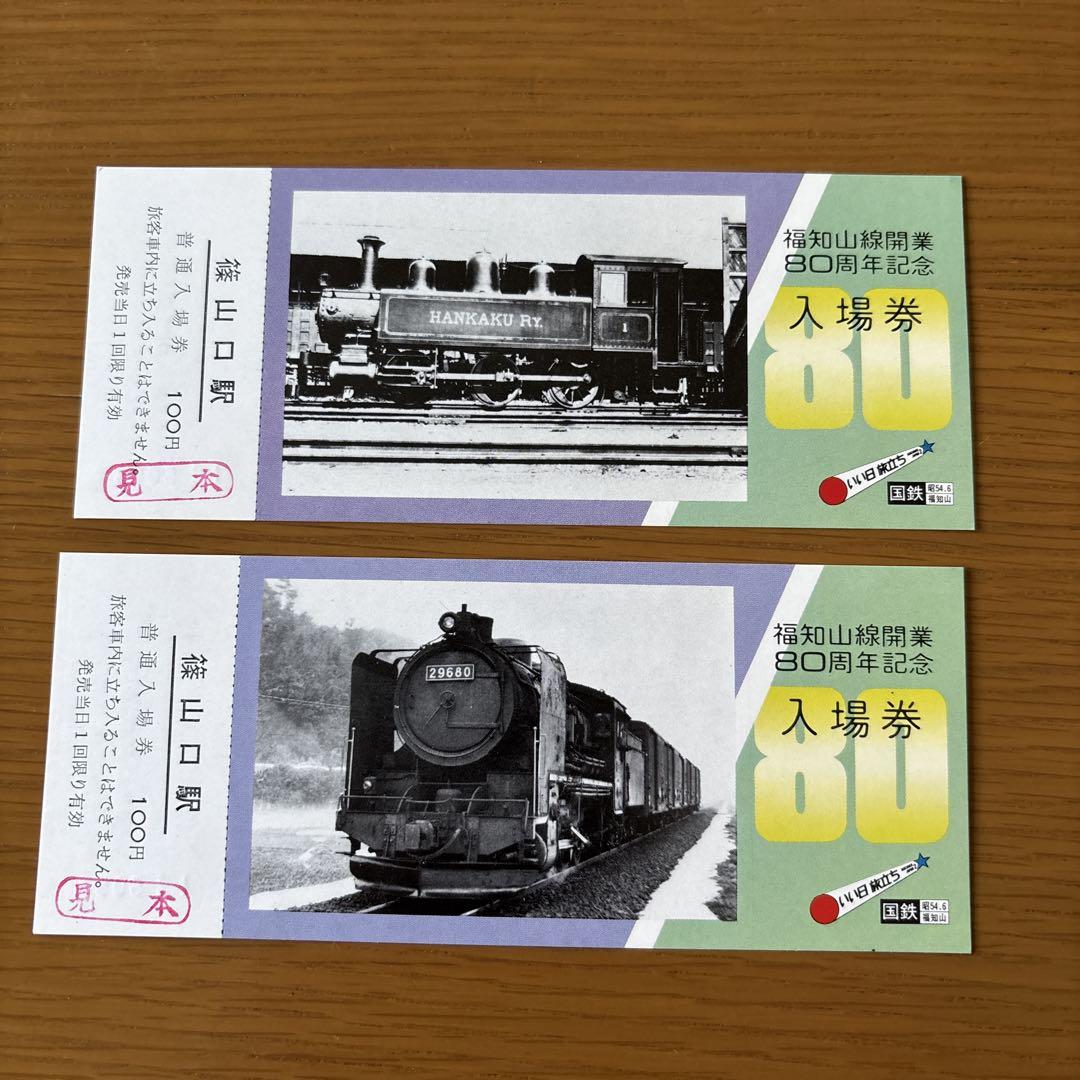 篠山口駅
普通入場券 100円
旅客車内に立ち入ることはできません。
発売当日1回限り有効
見本
HANKAKU RY.
1
福知山線開業
80周年記念
入場券
80
いい日旅立ち
国鉄
昭54.6
福知山
篠山口駅
普通入場券 100円
旅客車内に立ち入ることはできません。
発売当日1回限り有効
見本
29680
福知山線開業
80周年記念
入場券
80
いい日旅立ち
国鉄
昭54.6
福知山